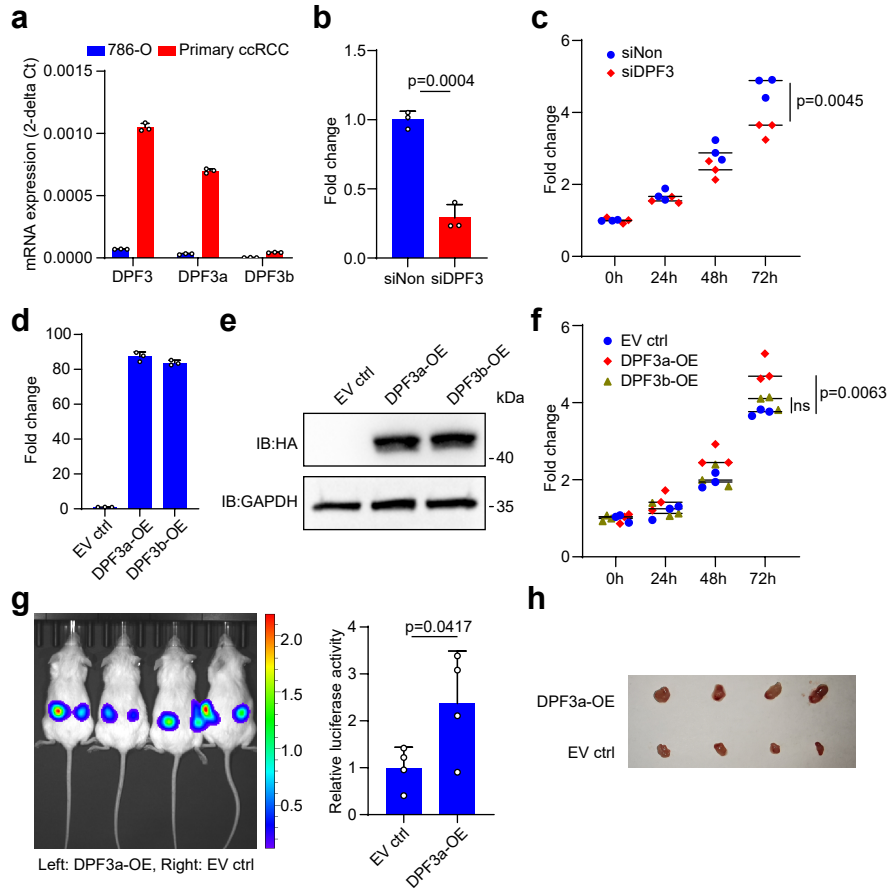 a
786-O Primary ccRCC
mRNA expression (2-delta Ct)
0.0015
0.0010
0.0005
0.0000
DPF3 DPF3a DPF3b
b
Fold change
1.5
1.0
0.5
0.0
p=0.0004
siNon siDPF3
c
Fold change
6
4
2
0
siNon
siDPF3
p=0.0045
0h 24h 48h 72h
d
Fold change
100
80
60
40
20
0
EV ctrl
DPF3a-OE
DPF3b-OE
e
EV ctrl
DPF3a-OE
DPF3b-OE
kDa
IB:HA
-40
IB:GAPDH
-35
f
Fold change
6
4
2
0
EV ctrl
DPF3a-OE
DPF3b-OE
ns
p=0.0063
0h 24h 48h 72h
g
2.0
1.5
1.0
0.5
Left: DPF3a-OE, Right: EV ctrl
Relative luciferase activity
4
3
2
1
0
p=0.0417
EV ctrl
DPF3a-OE
h
DPF3a-OE
EV ctrl